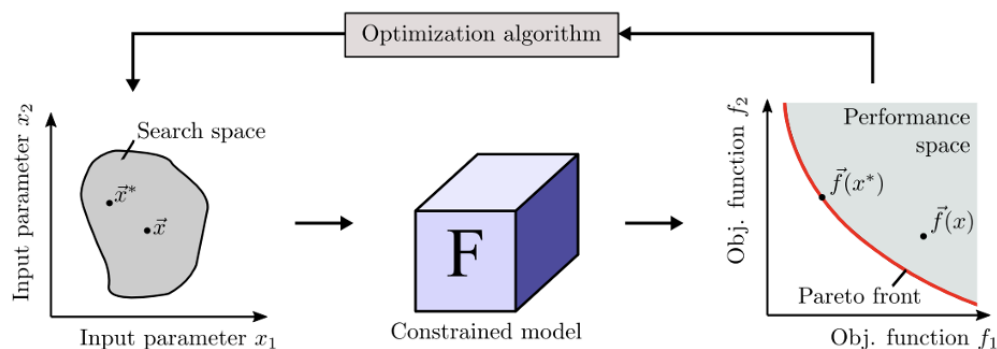 Optimization algorithm
Input parameter x₂
Search space
x⃗*
x⃗
Input parameter x₁
F
Constrained model
Obj. function f₂
Performance
space
f⃗(x*)
f⃗(x)
Pareto front
Obj. function f₁